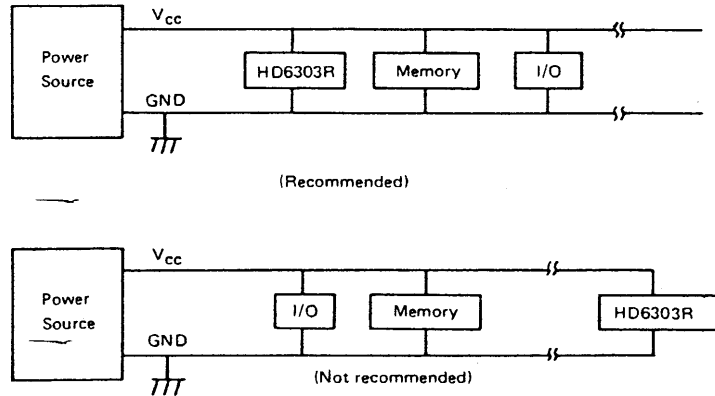 Vcc
Power
Source
HD6303R
Memory
I/O
GND
(Recommended)
Vcc
Power
Source
I/O
Memory
HD6303R
GND
(Not recommended)